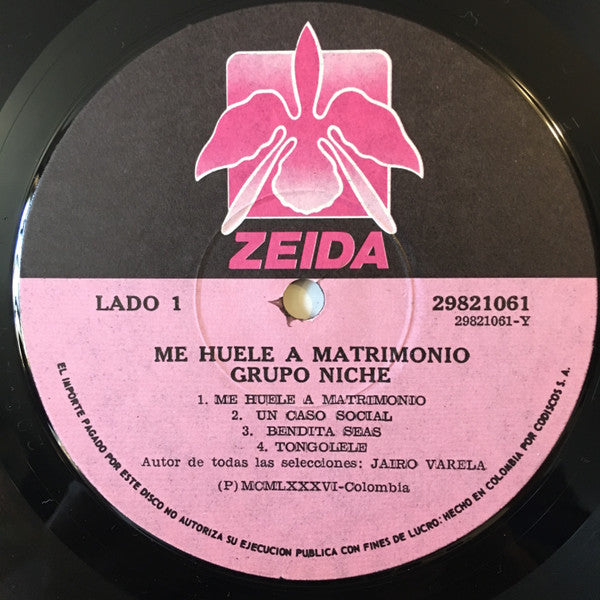 ZEIDA
LADO 1
29821061
29821061-Y
ME HUELE A MATRIMONIO
GRUPO NICHE
1. ME HUELE A MATRIMONIO
2. UN CASO SOCIAL
3. BENDITA SEAS
4. TONGOLELE
Autor de todas las selecciones: JAIRO VARELA
(P) MCMLXXXVI-Colombia
EL IMPORTE PAGADO POR ESTE DISCO NO AUTORIZA SU EJECUCION PUBLICA CON FINES DE LUCRO: HECHO EN COLOMBIA POR CODISCOS S. A.